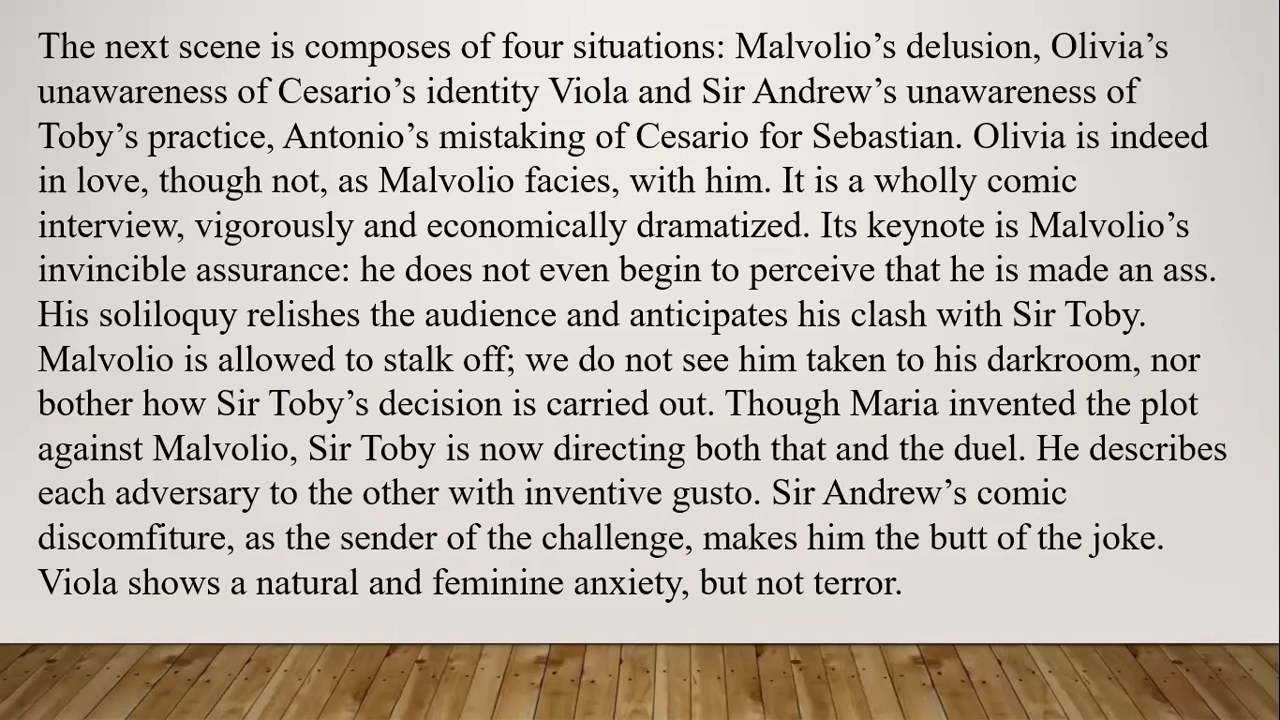 The next scene is composes of four situations: Malvolio’s delusion, Olivia’s
unawareness of Cesario’s identity Viola and Sir Andrew’s unawareness of
Toby’s practice, Antonio’s mistaking of Cesario for Sebastian. Olivia is indeed
in love, though not, as Malvolio facies, with him. It is a wholly comic
interview, vigorously and economically dramatized. Its keynote is Malvolio’s
invincible assurance: he does not even begin to perceive that he is made an ass.
His soliloquy relishes the audience and anticipates his clash with Sir Toby.
Malvolio is allowed to stalk off; we do not see him taken to his darkroom, nor
bother how Sir Toby’s decision is carried out. Though Maria invented the plot
against Malvolio, Sir Toby is now directing both that and the duel. He describes
each adversary to the other with inventive gusto. Sir Andrew’s comic
discomfiture, as the sender of the challenge, makes him the butt of the joke.
Viola shows a natural and feminine anxiety, but not terror.